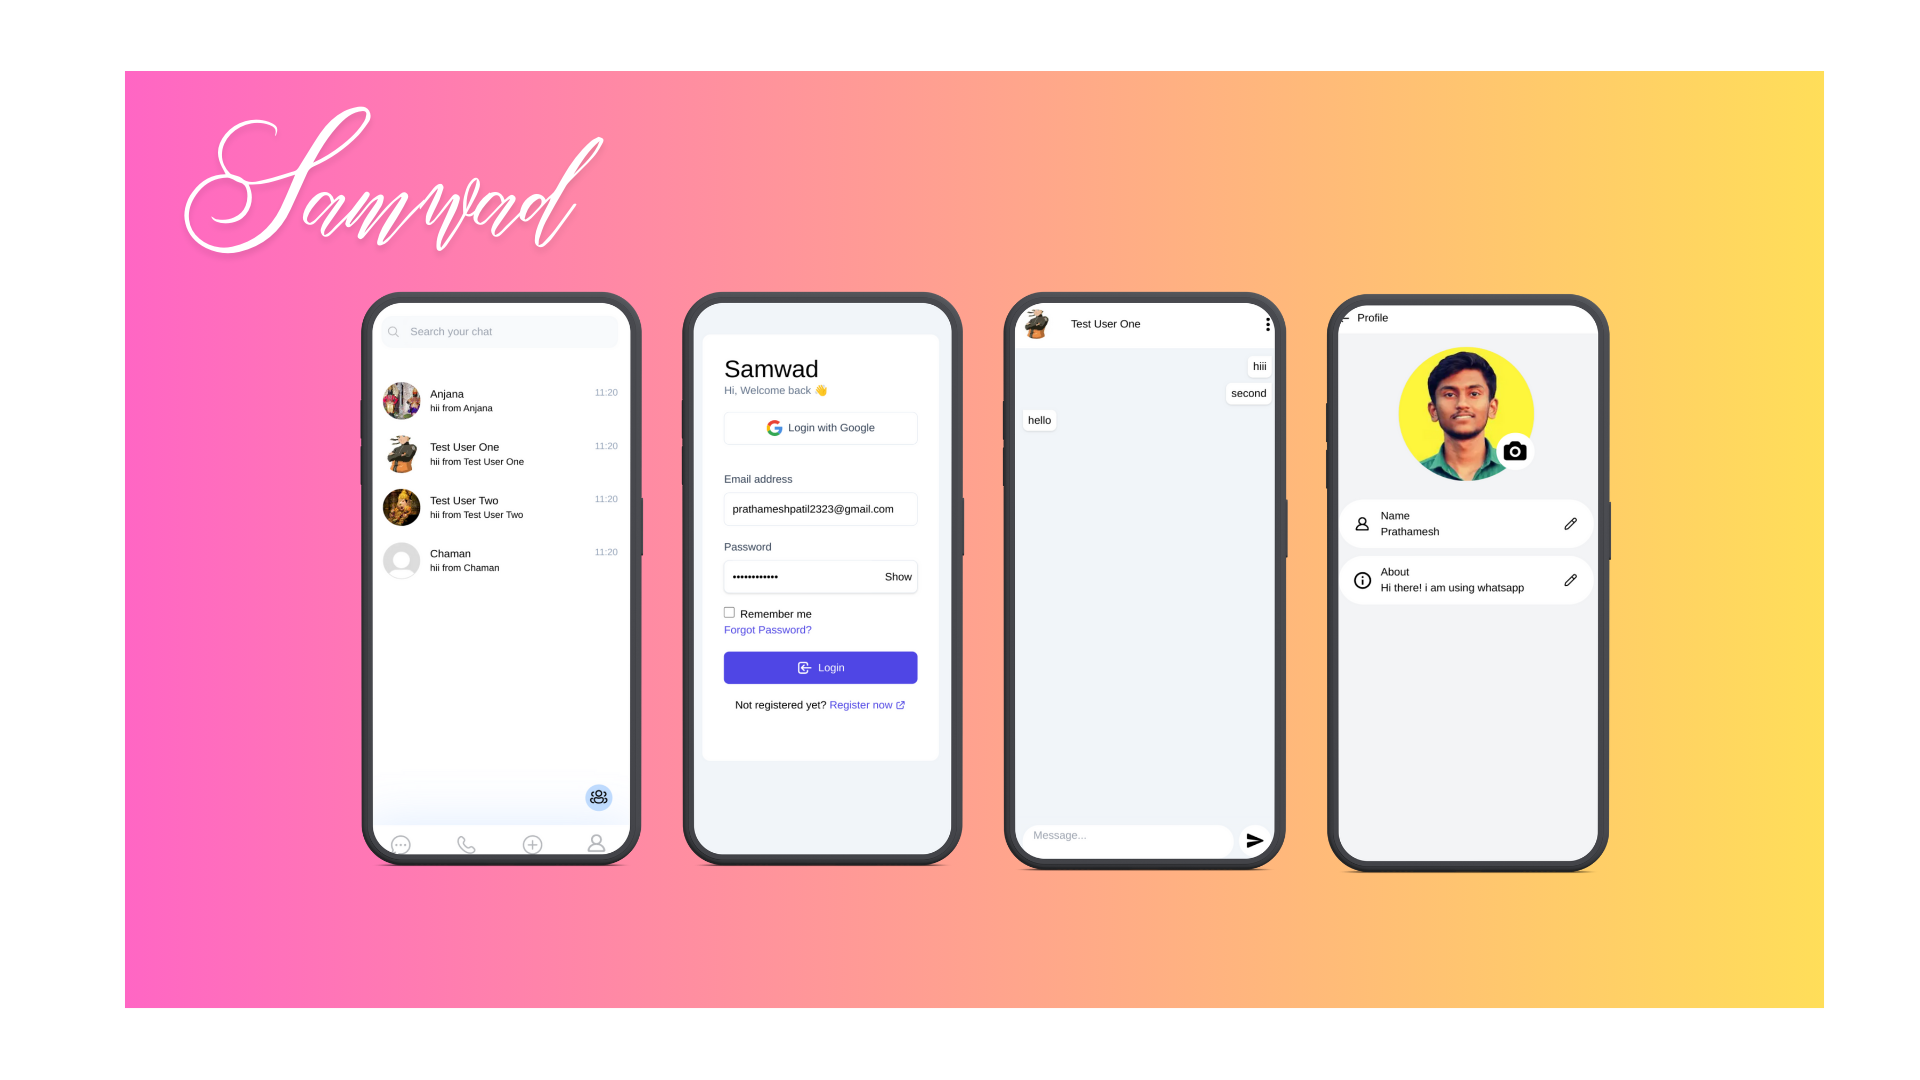 Samwad
Search your chat
Anjana
11:20
hii from Anjana
Test User One
11:20
hii from Test User One
Test User Two
11:20
hii from Test User Two
Chaman
11:20
hii from Chaman
Samwad
Hi, Welcome back 👋
Login with Google
Email address
prathameshpatil2323@gmail.com
Password
••••••••••••
Show
Remember me
Forgot Password?
Login
Not registered yet? Register now
Test User One
hiii
second
hello
Message...
Profile
Name
Prathamesh
About
Hi there! i am using whatsapp